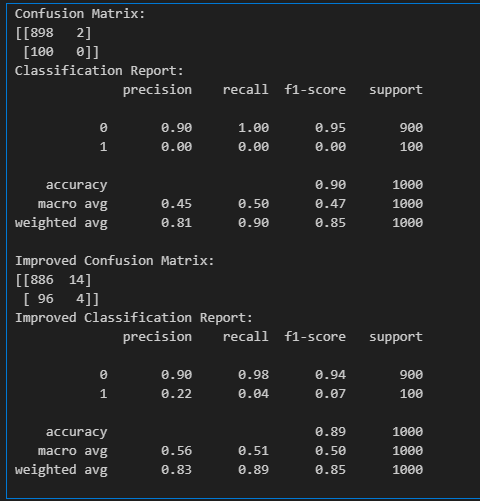 Confusion Matrix:
[[898   2]
 [100   0]]
Classification Report:
              precision    recall  f1-score   support

           0       0.90      1.00      0.95       900
           1       0.00      0.00      0.00       100

    accuracy                           0.90      1000
   macro avg       0.45      0.50      0.47      1000
weighted avg       0.81      0.90      0.85      1000

Improved Confusion Matrix:
[[886  14]
 [ 96   4]]
Improved Classification Report:
              precision    recall  f1-score   support

           0       0.90      0.98      0.94       900
           1       0.22      0.04      0.07       100

    accuracy                           0.89      1000
   macro avg       0.56      0.51      0.50      1000
weighted avg       0.83      0.89      0.85      1000